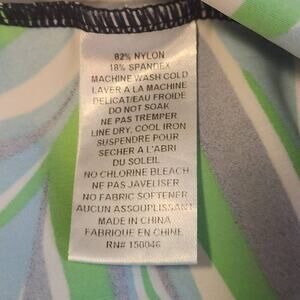 82% NYLON
18% SPANDEX
MACHINE WASH COLD
LAVER A LA MACHINE
DELICAT/EAU FROIDE
DO NOT SOAK
NE PAS TREMPER
LINE DRY, COOL IRON
SUSPENDRE POUR
SECHER A L'ABRI
DU SOLEIL
NO CHLORINE BLEACH
NE PAS JAVELISER
NO FABRIC SOFTENER
AUCUN ASSOUPLISSANT
MADE IN CHINA
FABRIQUE EN CHINE
RN# 150046